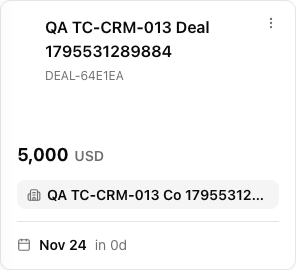 QA TC-CRM-013 Deal
1795531289884
DEAL-64E1EA
5,000 USD
QA TC-CRM-013 Co 17955312...
Nov 24 in 0d